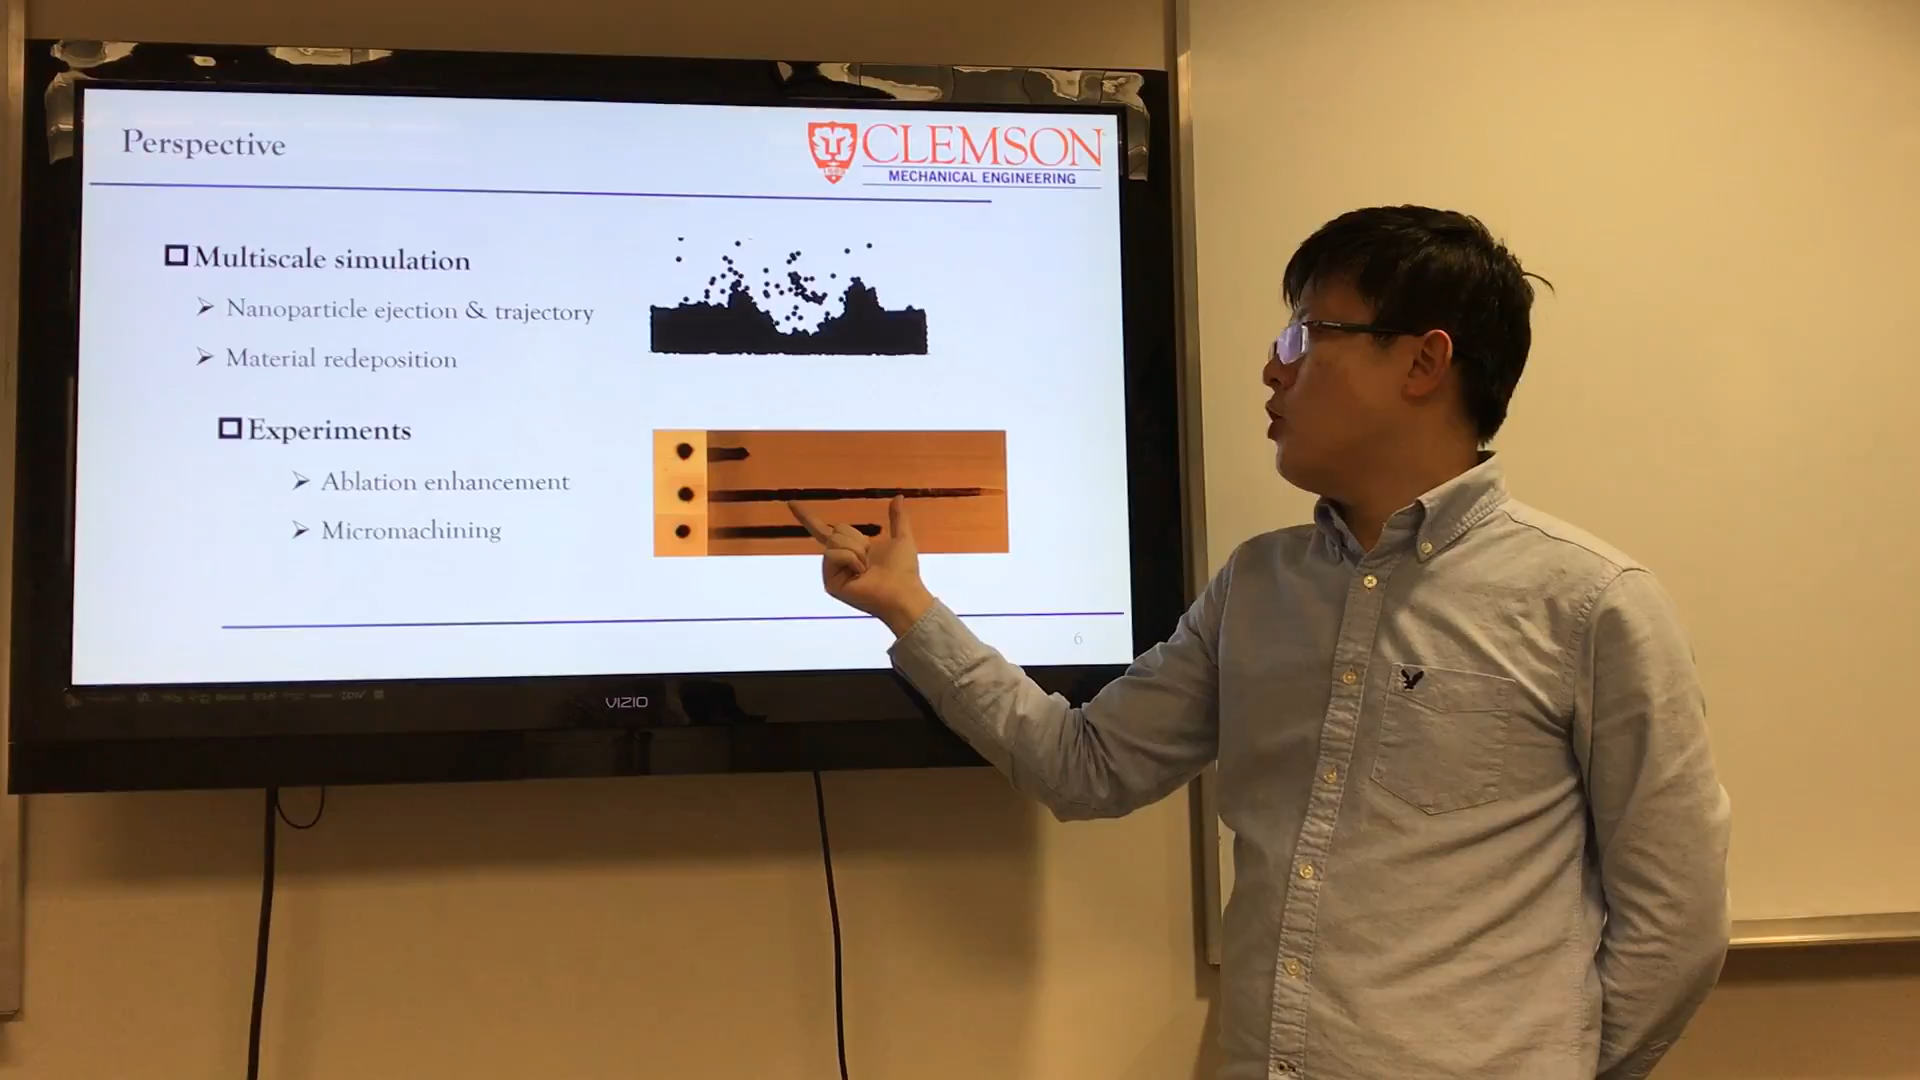 Perspective
CLEMSON
MECHANICAL ENGINEERING
Multiscale simulation
Nanoparticle ejection & trajectory
Material redeposition
Experiments
Ablation enhancement
Micromachining
6
VIZIO